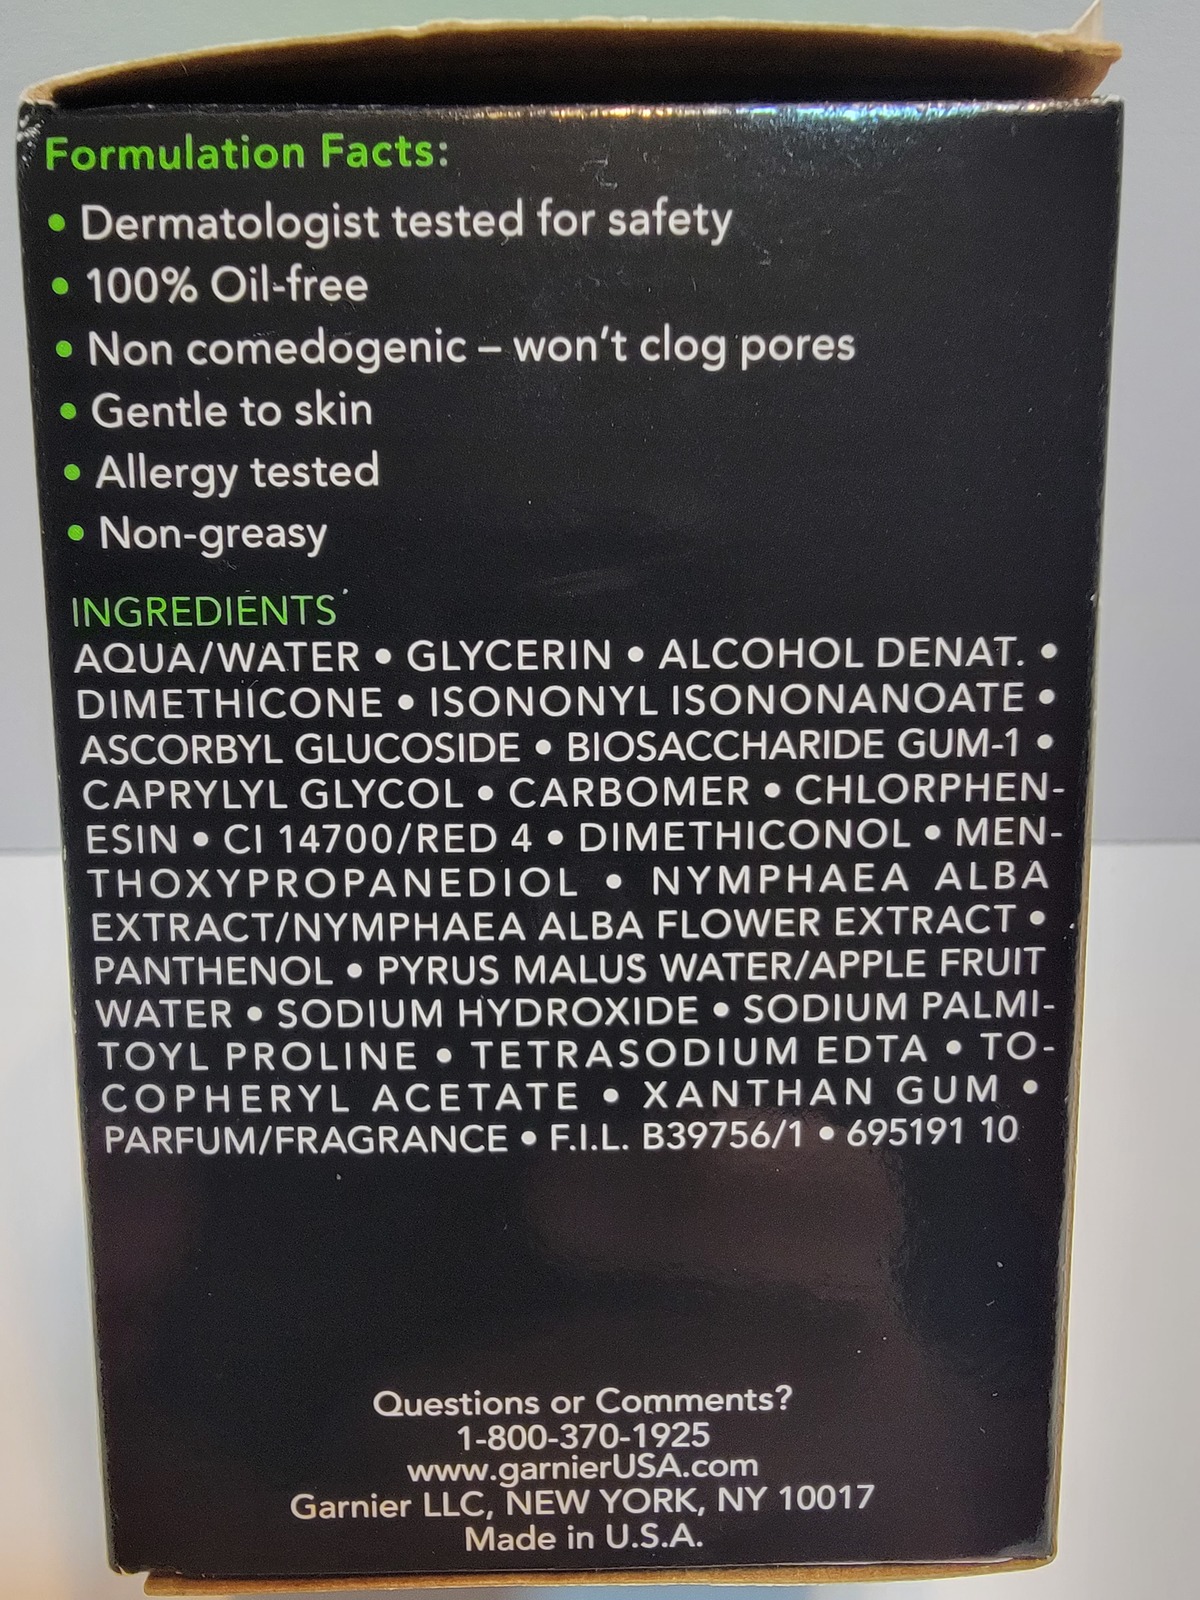 Formulation Facts:
• Dermatologist tested for safety
• 100% Oil-free
• Non comedogenic – won't clog pores
• Gentle to skin
• Allergy tested
• Non-greasy
INGREDIENTS
AQUA/WATER • GLYCERIN • ALCOHOL DENAT. •
DIMETHICONE • ISONONYL ISONONANOATE •
ASCORBYL GLUCOSIDE • BIOSACCHARIDE GUM-1 •
CAPRYLYL GLYCOL • CARBOMER • CHLORPHEN-
ESIN • CI 14700/RED 4 • DIMETHICONOL • MEN-
THOXYPROPANEDIOL • NYMPHAEA ALBA
EXTRACT/NYMPHAEA ALBA FLOWER EXTRACT •
PANTHENOL • PYRUS MALUS WATER/APPLE FRUIT
WATER • SODIUM HYDROXIDE • SODIUM PALMI-
TOYL PROLINE • TETRASODIUM EDTA • TO-
COPHERYL ACETATE • XANTHAN GUM •
PARFUM/FRAGRANCE • F.I.L. B39756/1 • 695191 10
Questions or Comments?
1-800-370-1925
www.garnierUSA.com
Garnier LLC, NEW YORK, NY 10017
Made in U.S.A.